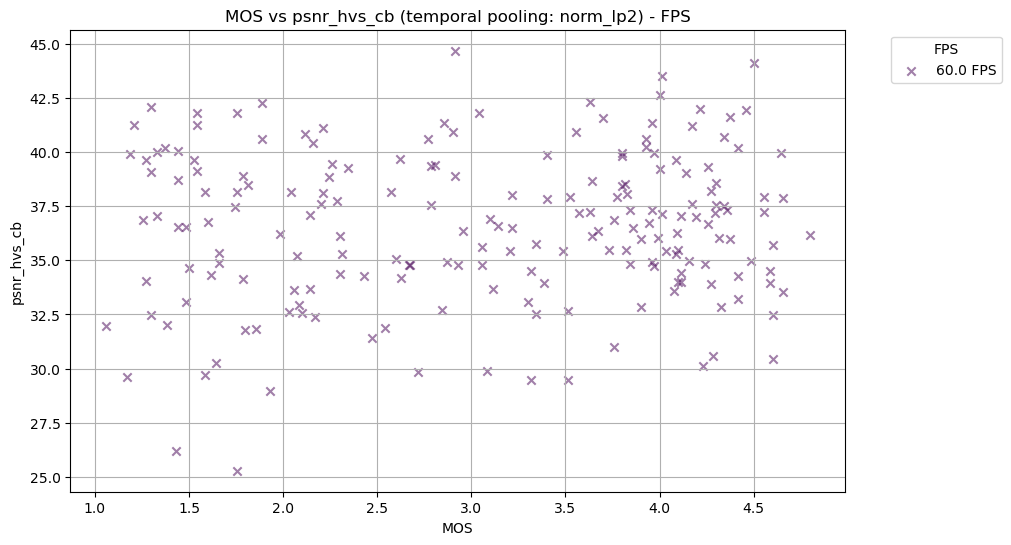 MOS vs psnr_hvs_cb (temporal pooling: norm_lp2) - FPS
FPS
60.0 FPS
45.0
42.5
40.0
37.5
35.0
32.5
30.0
27.5
25.0
psnr_hvs_cb
1.0 1.5 2.0 2.5 3.0 3.5 4.0 4.5
MOS